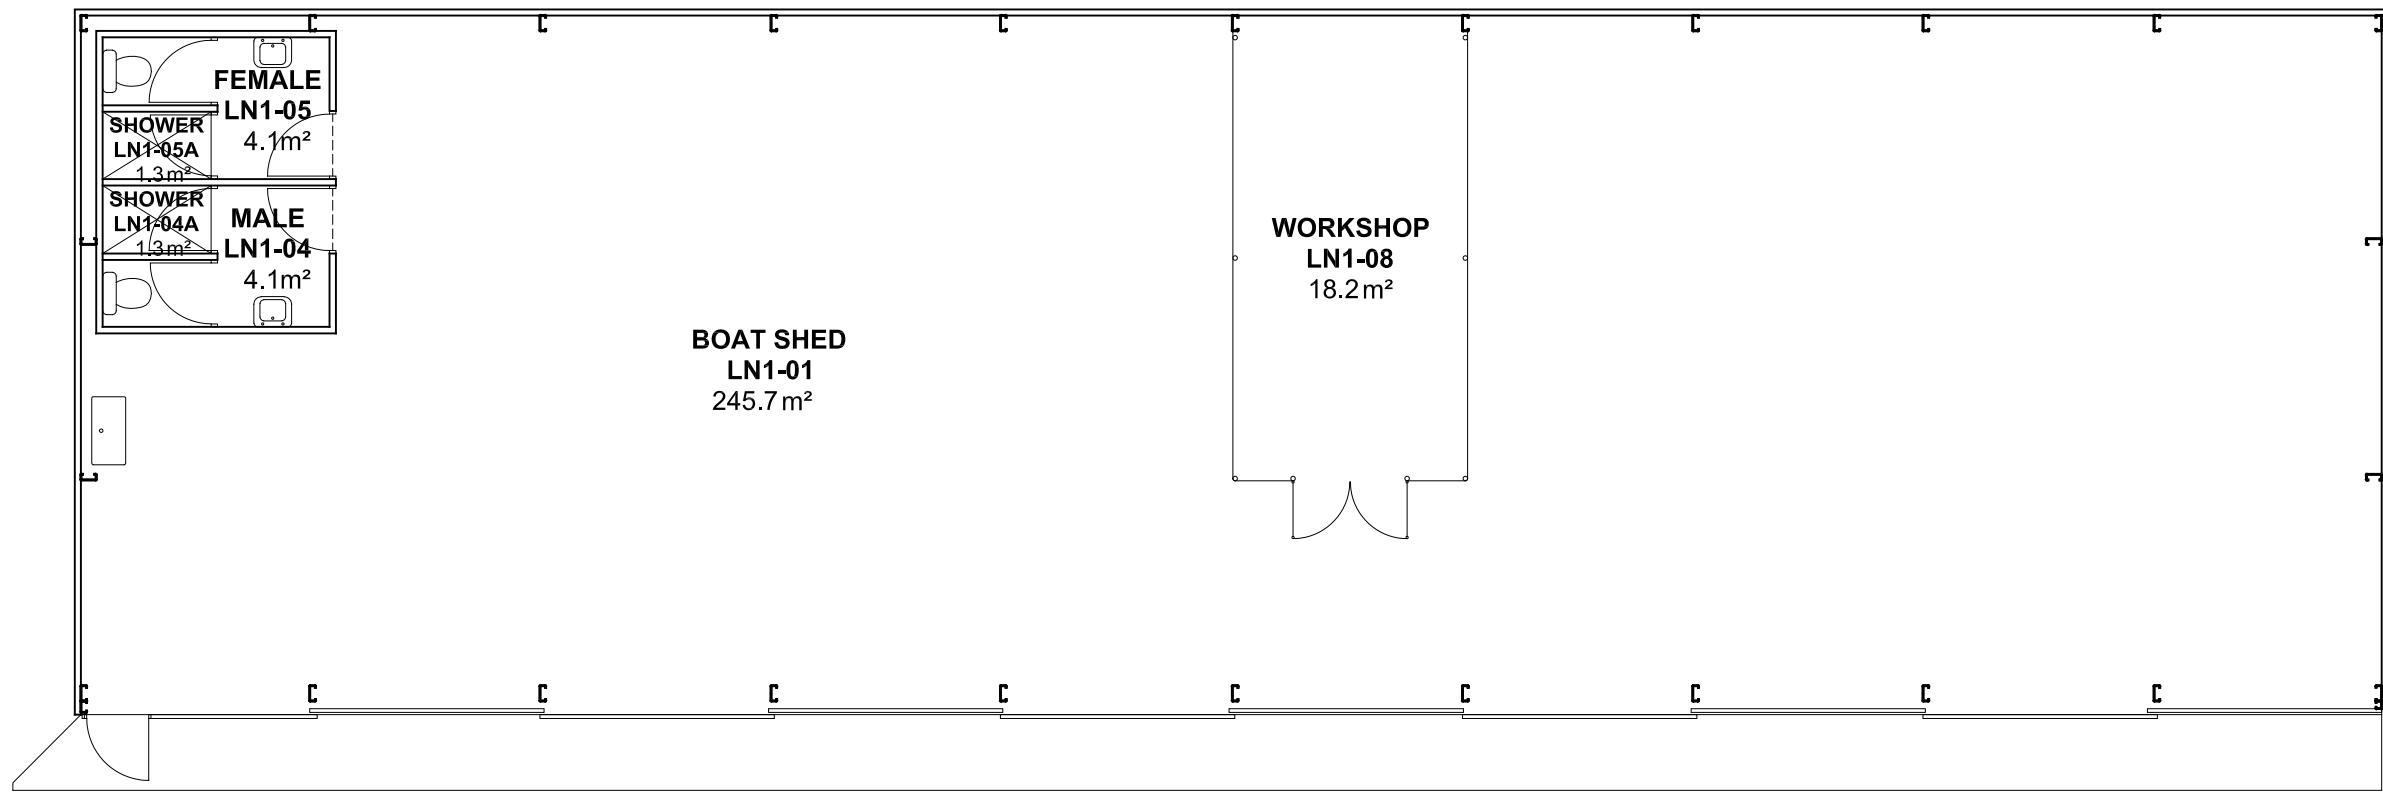 FEMALE
LN1-05
4.1m²
SHOWER
LN1-05A
1.3m²
SHOWER
LN1-04A
1.3m²
MALE
LN1-04
4.1m²
BOAT SHED
LN1-01
245.7m²
WORKSHOP
LN1-08
18.2m²